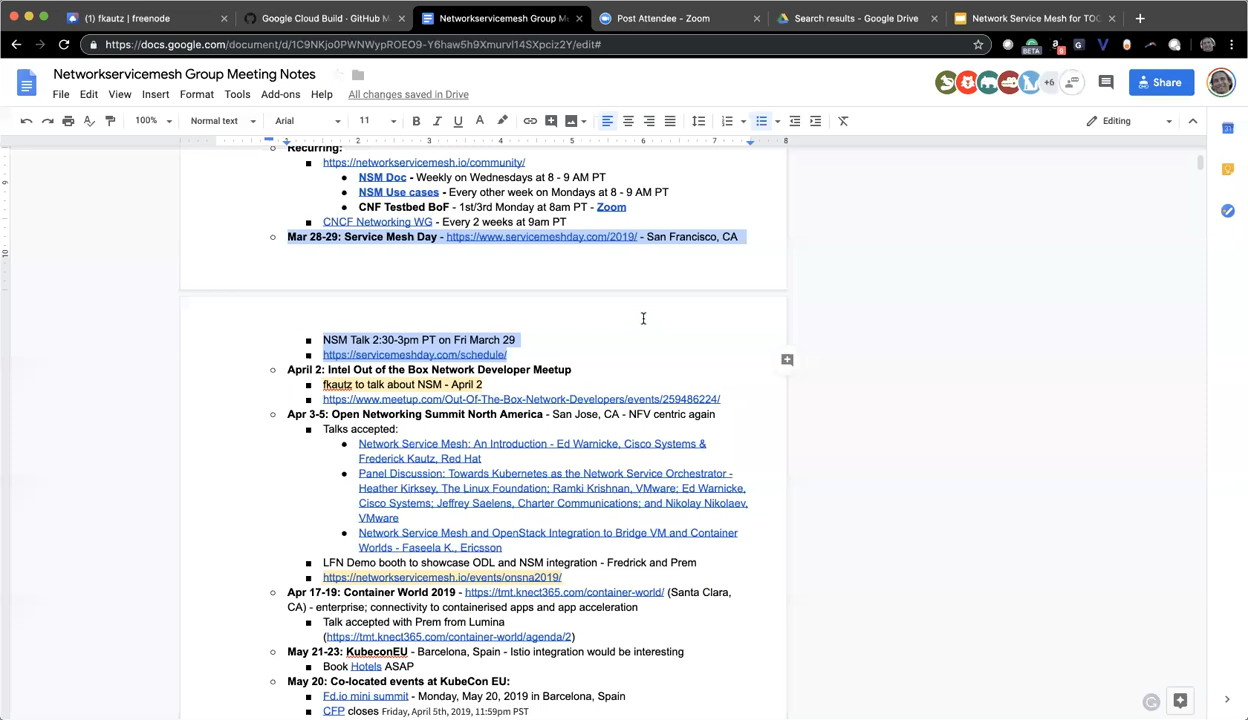 (1) fkautz | freenode
Google Cloud Build · GitHub M
Networkservicemesh Group Me
Post Attendee - Zoom
Search results - Google Drive
Network Service Mesh for TOC
https://docs.google.com/document/d/1C9NKjo0PWNWypROEO9-Y6haw5h9Xmurvl14SXpciz2Y/edit#
BETA
Networkservicemesh Group Meeting Notes
File Edit View Insert Format Tools Add-ons Help All changes saved in Drive
+6
Share
100% Normal text Arial 11 B I U A Editing
2 3 4 5 6 7 8
Recurring:
https://networkservicemesh.io/community/
NSM Doc - Weekly on Wednesdays at 8 - 9 AM PT
NSM Use cases - Every other week on Mondays at 8 - 9 AM PT
CNF Testbed BoF - 1st/3rd Monday at 8am PT - Zoom
CNCF Networking WG - Every 2 weeks at 9am PT
Mar 28-29: Service Mesh Day - https://www.servicemeshday.com/2019/ - San Francisco, CA
NSM Talk 2:30-3pm PT on Fri March 29
https://servicemeshday.com/schedule/
April 2: Intel Out of the Box Network Developer Meetup
fkautz to talk about NSM - April 2
https://www.meetup.com/Out-Of-The-Box-Network-Developers/events/259486224/
Apr 3-5: Open Networking Summit North America - San Jose, CA - NFV centric again
Talks accepted:
Network Service Mesh: An Introduction - Ed Warnicke, Cisco Systems &
Frederick Kautz, Red Hat
Panel Discussion: Towards Kubernetes as the Network Service Orchestrator -
Heather Kirksey, The Linux Foundation; Ramki Krishnan, VMware; Ed Warnicke,
Cisco Systems; Jeffrey Saelens, Charter Communications; and Nikolay Nikolaev,
VMware
Network Service Mesh and OpenStack Integration to Bridge VM and Container
Worlds - Faseela K., Ericsson
LFN Demo booth to showcase ODL and NSM integration - Fredrick and Prem
https://networkservicemesh.io/events/onsna2019/
Apr 17-19: Container World 2019 - https://tmt.knect365.com/container-world/ (Santa Clara,
CA) - enterprise; connectivity to containerised apps and app acceleration
Talk accepted with Prem from Lumina
(https://tmt.knect365.com/container-world/agenda/2)
May 21-23: KubeconEU - Barcelona, Spain - Istio integration would be interesting
Book Hotels ASAP
May 20: Co-located events at KubeCon EU:
Fd.io mini summit - Monday, May 20, 2019 in Barcelona, Spain
CFP closes Friday, April 5th, 2019, 11:59pm PST